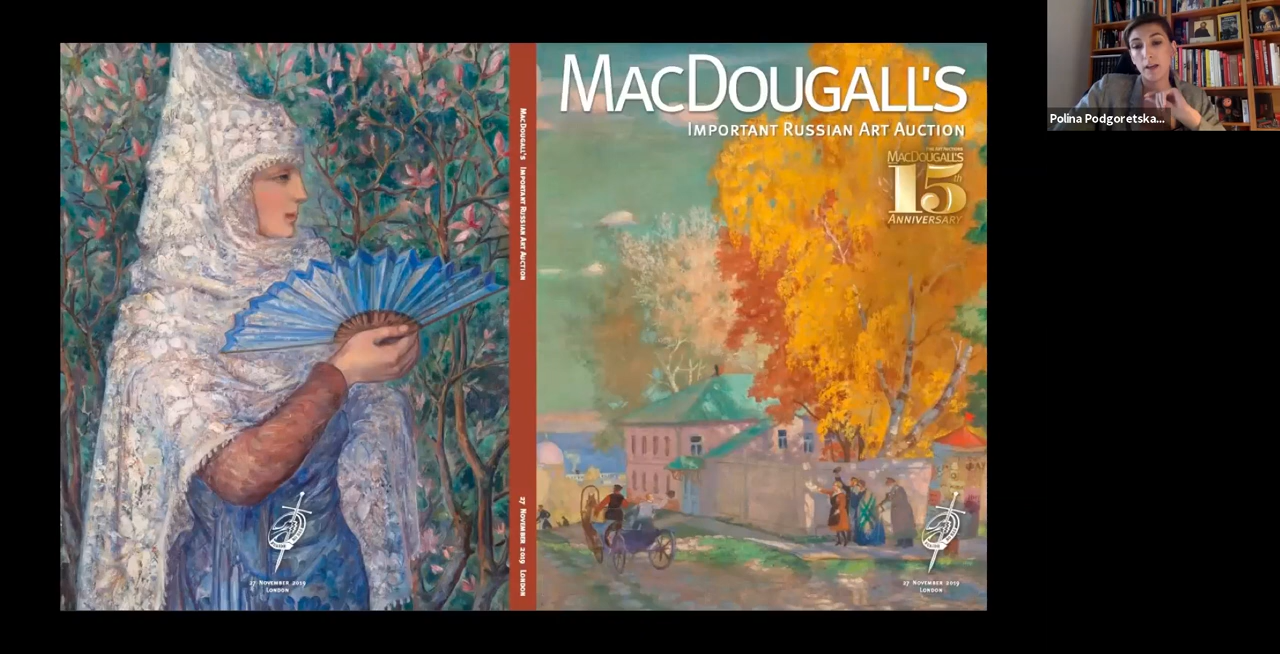 MACDOUGALL'S
IMPORTANT RUSSIAN ART AUCTION
MACDOUGALL'S
15th
ANNIVERSARY
27 NOVEMBER 2019
LONDON
MACDOUGALL'S IMPORTANT RUSSIAN ART AUCTION
27 NOVEMBER 2019 LONDON
27 NOVEMBER 2019
LONDON
Polina Podgoretska...